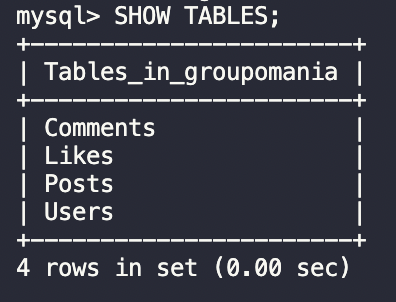 mysql> SHOW TABLES;
+-----------------------+
| Tables_in_groupomania |
+-----------------------+
| Comments              |
| Likes                 |
| Posts                 |
| Users                 |
+-----------------------+
4 rows in set (0.00 sec)